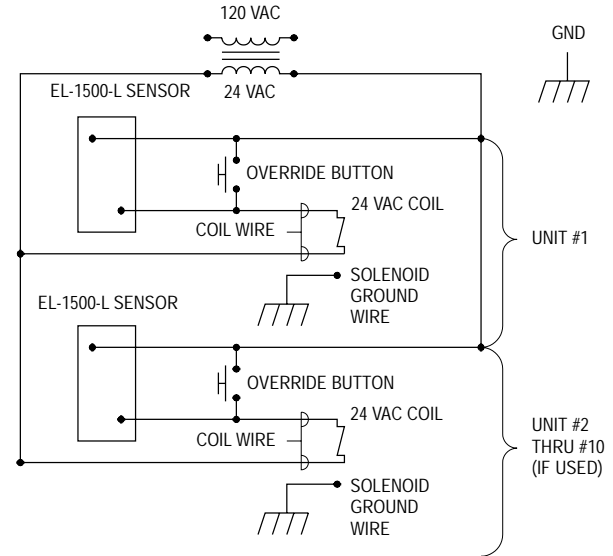 120 VAC
GND
24 VAC
EL-1500-L SENSOR
OVERRIDE BUTTON
24 VAC COIL
COIL WIRE
UNIT #1
SOLENOID
GROUND
WIRE
EL-1500-L SENSOR
OVERRIDE BUTTON
24 VAC COIL
COIL WIRE
UNIT #2
THRU #10
(IF USED)
SOLENOID
GROUND
WIRE